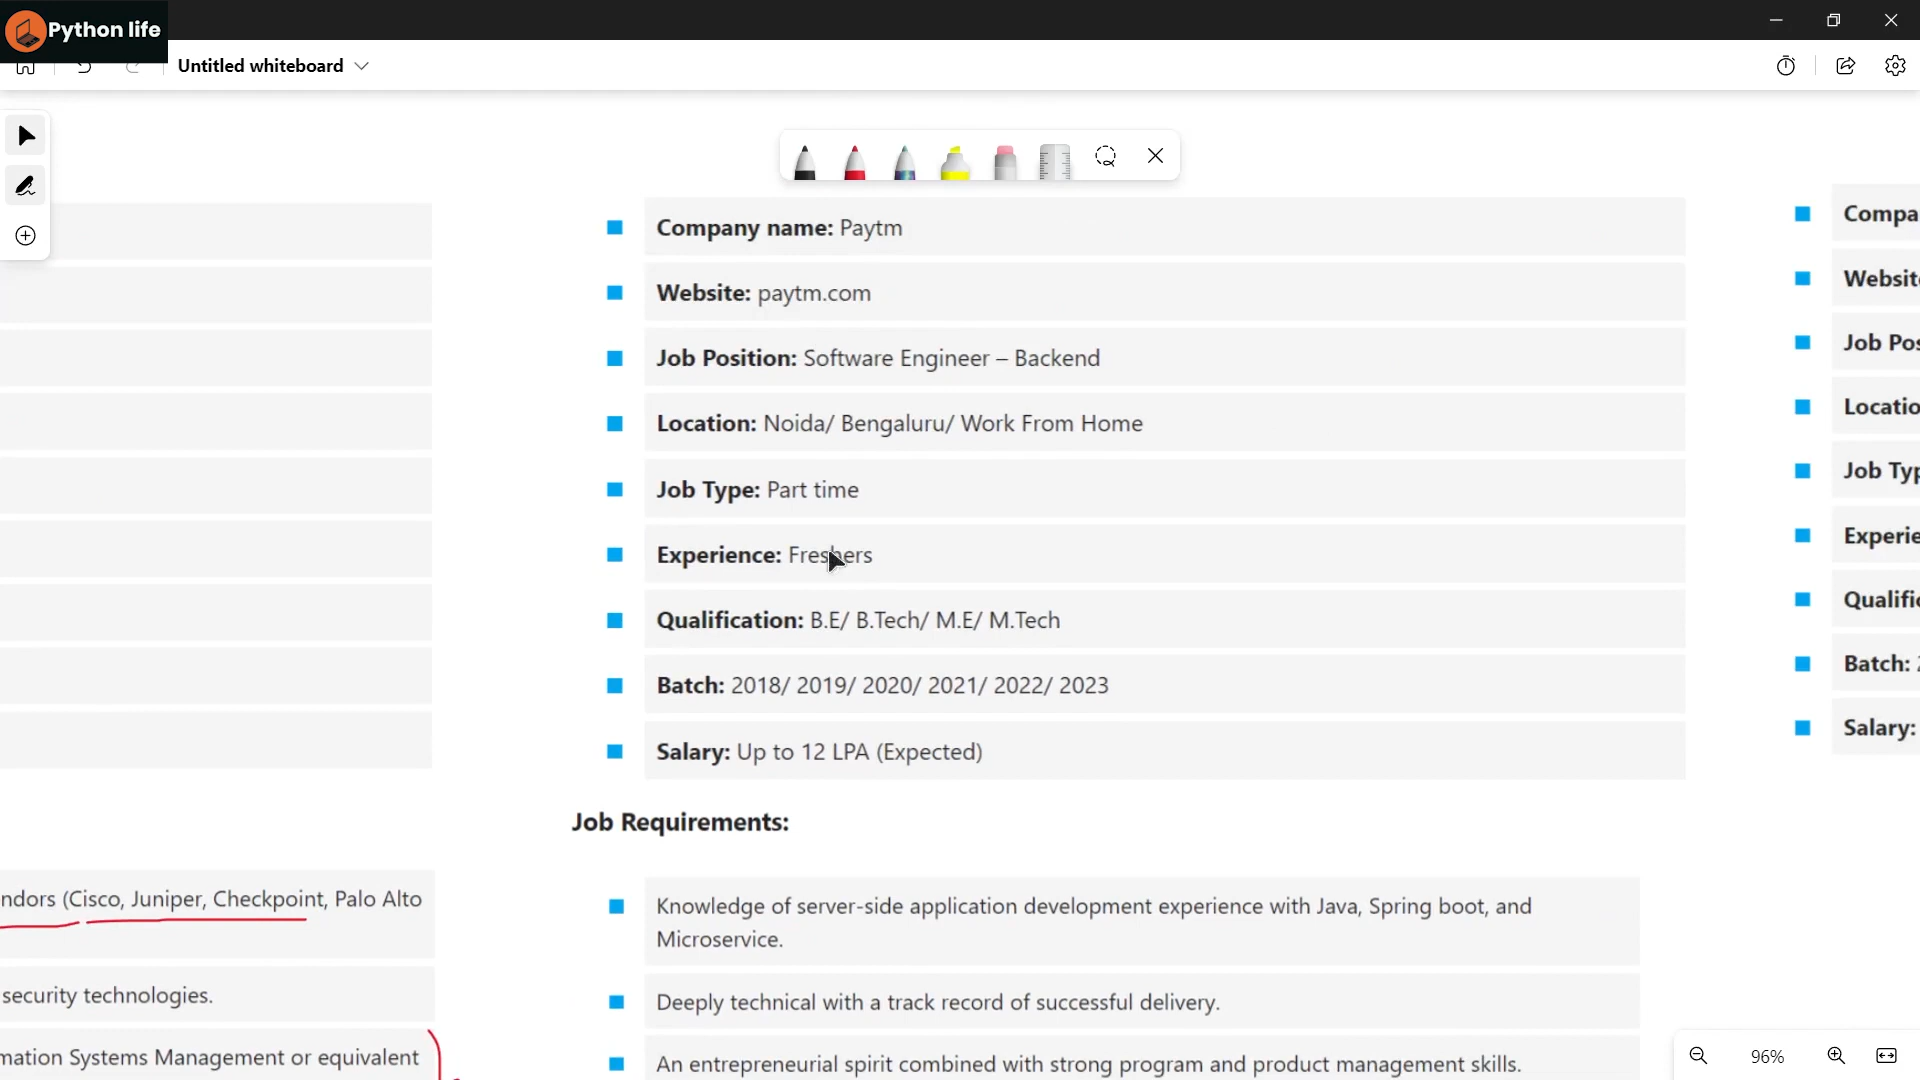 Python life
Untitled whiteboard
Company name: Paytm
Website: paytm.com
Job Position: Software Engineer – Backend
Location: Noida/ Bengaluru/ Work From Home
Job Type: Part time
Experience: Freshers
Qualification: B.E/ B.Tech/ M.E/ M.Tech
Batch: 2018/ 2019/ 2020/ 2021/ 2022/ 2023
Salary: Up to 12 LPA (Expected)
Job Requirements:
Knowledge of server-side application development experience with Java, Spring boot, and
Microservice.
Deeply technical with a track record of successful delivery.
An entrepreneurial spirit combined with strong program and product management skills.
ndors (Cisco, Juniper, Checkpoint, Palo Alto
security technologies.
mation Systems Management or equivalent
Compa
Website
Job Pos
Locatio
Job Typ
Experie
Qualific
Batch:
Salary:
96%